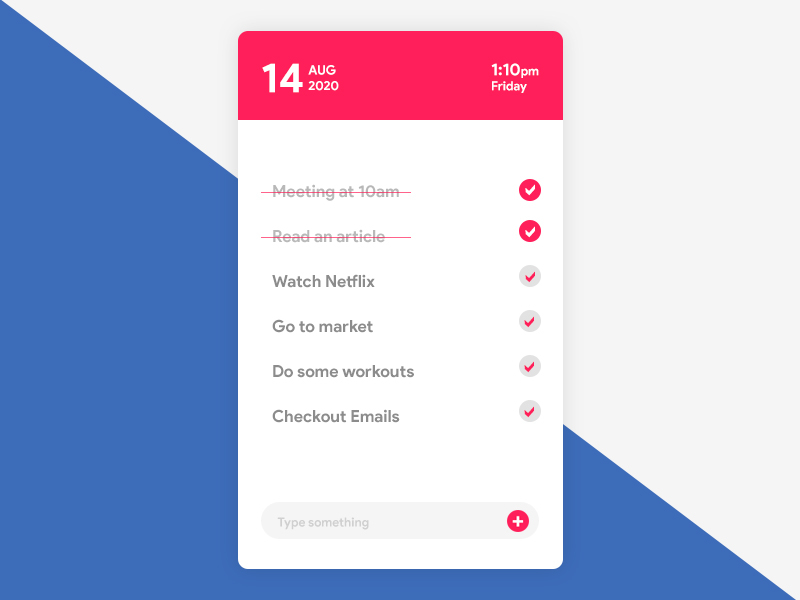 14 AUG 2020
1:10pm
Friday
Meeting at 10am
Read an article
Watch Netflix
Go to market
Do some workouts
Checkout Emails
Type something